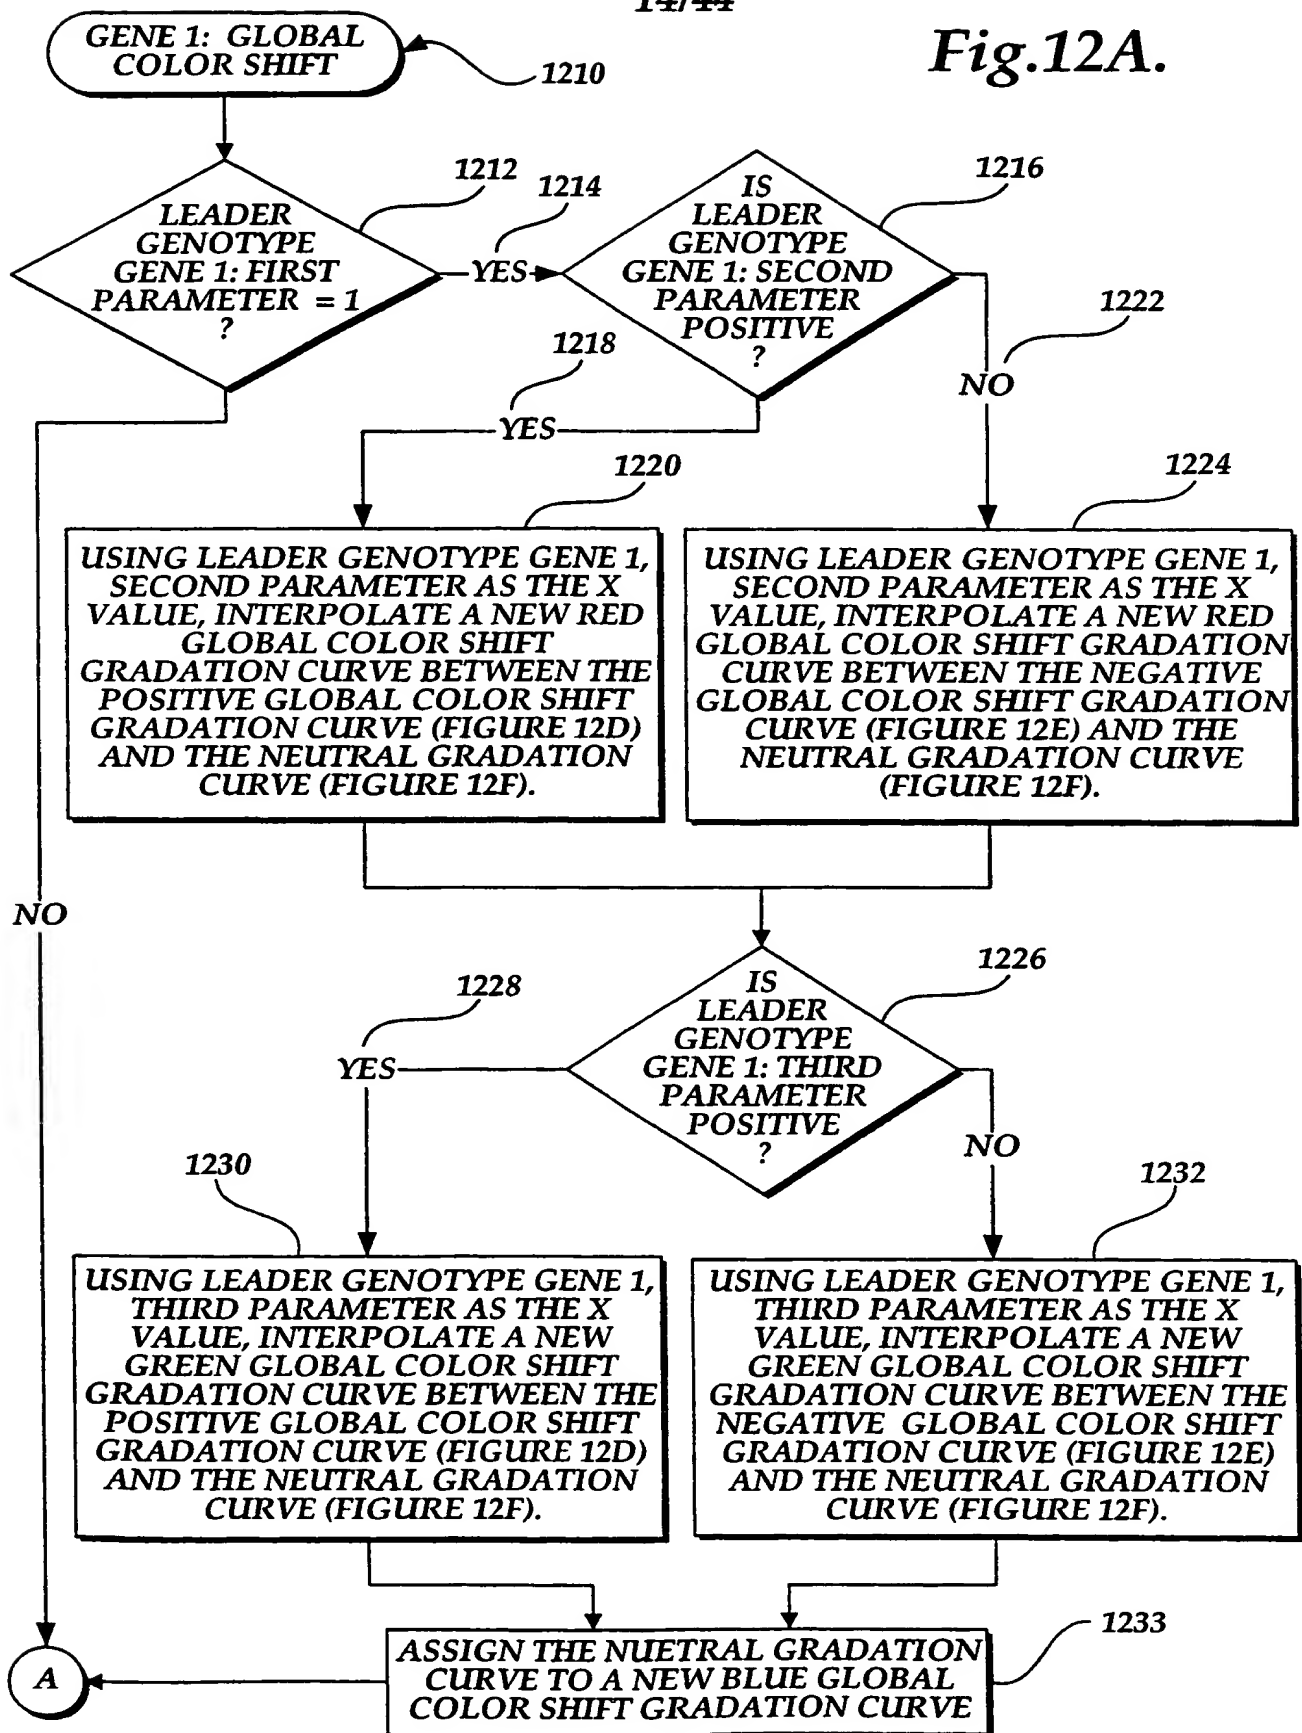 14/44
Fig.12A.
GENE 1: GLOBAL
COLOR SHIFT
1210
1212
1214
1216
LEADER
GENOTYPE
GENE 1: FIRST
PARAMETER = 1
?
YES
IS
LEADER
GENOTYPE
GENE 1: SECOND
PARAMETER
POSITIVE
?
1218
YES
1222
NO
1220
1224
USING LEADER GENOTYPE GENE 1,
SECOND PARAMETER AS THE X
VALUE, INTERPOLATE A NEW RED
GLOBAL COLOR SHIFT
GRADATION CURVE BETWEEN THE
POSITIVE GLOBAL COLOR SHIFT
GRADATION CURVE (FIGURE 12D)
AND THE NEUTRAL GRADATION
CURVE (FIGURE 12F).
USING LEADER GENOTYPE GENE 1,
SECOND PARAMETER AS THE X
VALUE, INTERPOLATE A NEW RED
GLOBAL COLOR SHIFT GRADATION
CURVE BETWEEN THE NEGATIVE
GLOBAL COLOR SHIFT GRADATION
CURVE (FIGURE 12E) AND THE
NEUTRAL GRADATION CURVE
(FIGURE 12F).
NO
1226
1228
IS
LEADER
GENOTYPE
GENE 1: THIRD
PARAMETER
POSITIVE
?
YES
NO
1230
1232
USING LEADER GENOTYPE GENE 1,
THIRD PARAMETER AS THE X
VALUE, INTERPOLATE A NEW
GREEN GLOBAL COLOR SHIFT
GRADATION CURVE BETWEEN THE
POSITIVE GLOBAL COLOR SHIFT
GRADATION CURVE (FIGURE 12D)
AND THE NEUTRAL GRADATION
CURVE (FIGURE 12F).
USING LEADER GENOTYPE GENE 1,
THIRD PARAMETER AS THE X
VALUE, INTERPOLATE A NEW
GREEN GLOBAL COLOR SHIFT
GRADATION CURVE BETWEEN THE
NEGATIVE GLOBAL COLOR SHIFT
GRADATION CURVE (FIGURE 12E)
AND THE NEUTRAL GRADATION
CURVE (FIGURE 12F).
1233
A
ASSIGN THE NUETRAL GRADATION
CURVE TO A NEW BLUE GLOBAL
COLOR SHIFT GRADATION CURVE